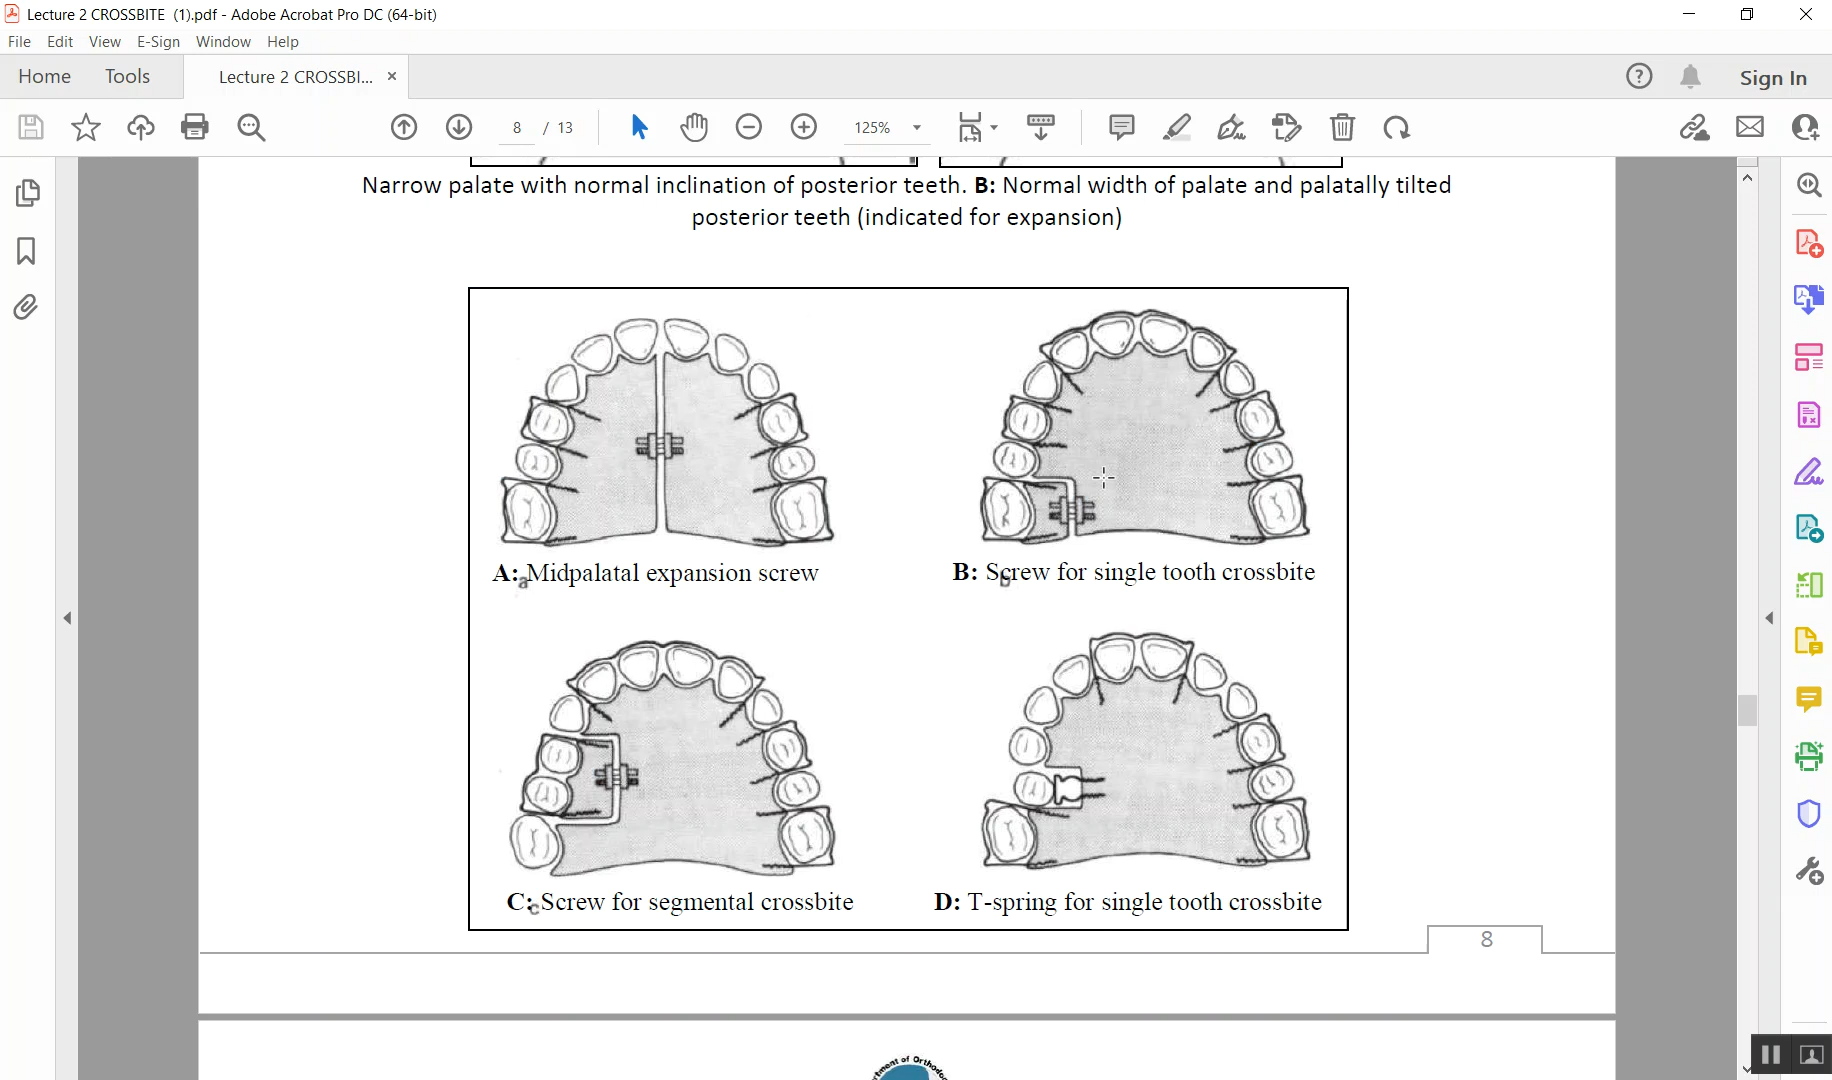 Lecture 2 CROSSBITE (1).pdf - Adobe Acrobat Pro DC (64-bit)
File Edit View E-Sign Window Help
Home Tools Lecture 2 CROSSBI... × Sign In
8 / 13 125%
Narrow palate with normal inclination of posterior teeth. B: Normal width of palate and palatally tilted
posterior teeth (indicated for expansion)
A: a Midpalatal expansion screw
B: Screw for single tooth crossbite
b
C: c Screw for segmental crossbite
D: T-spring for single tooth crossbite
8
rtment of Orthodo